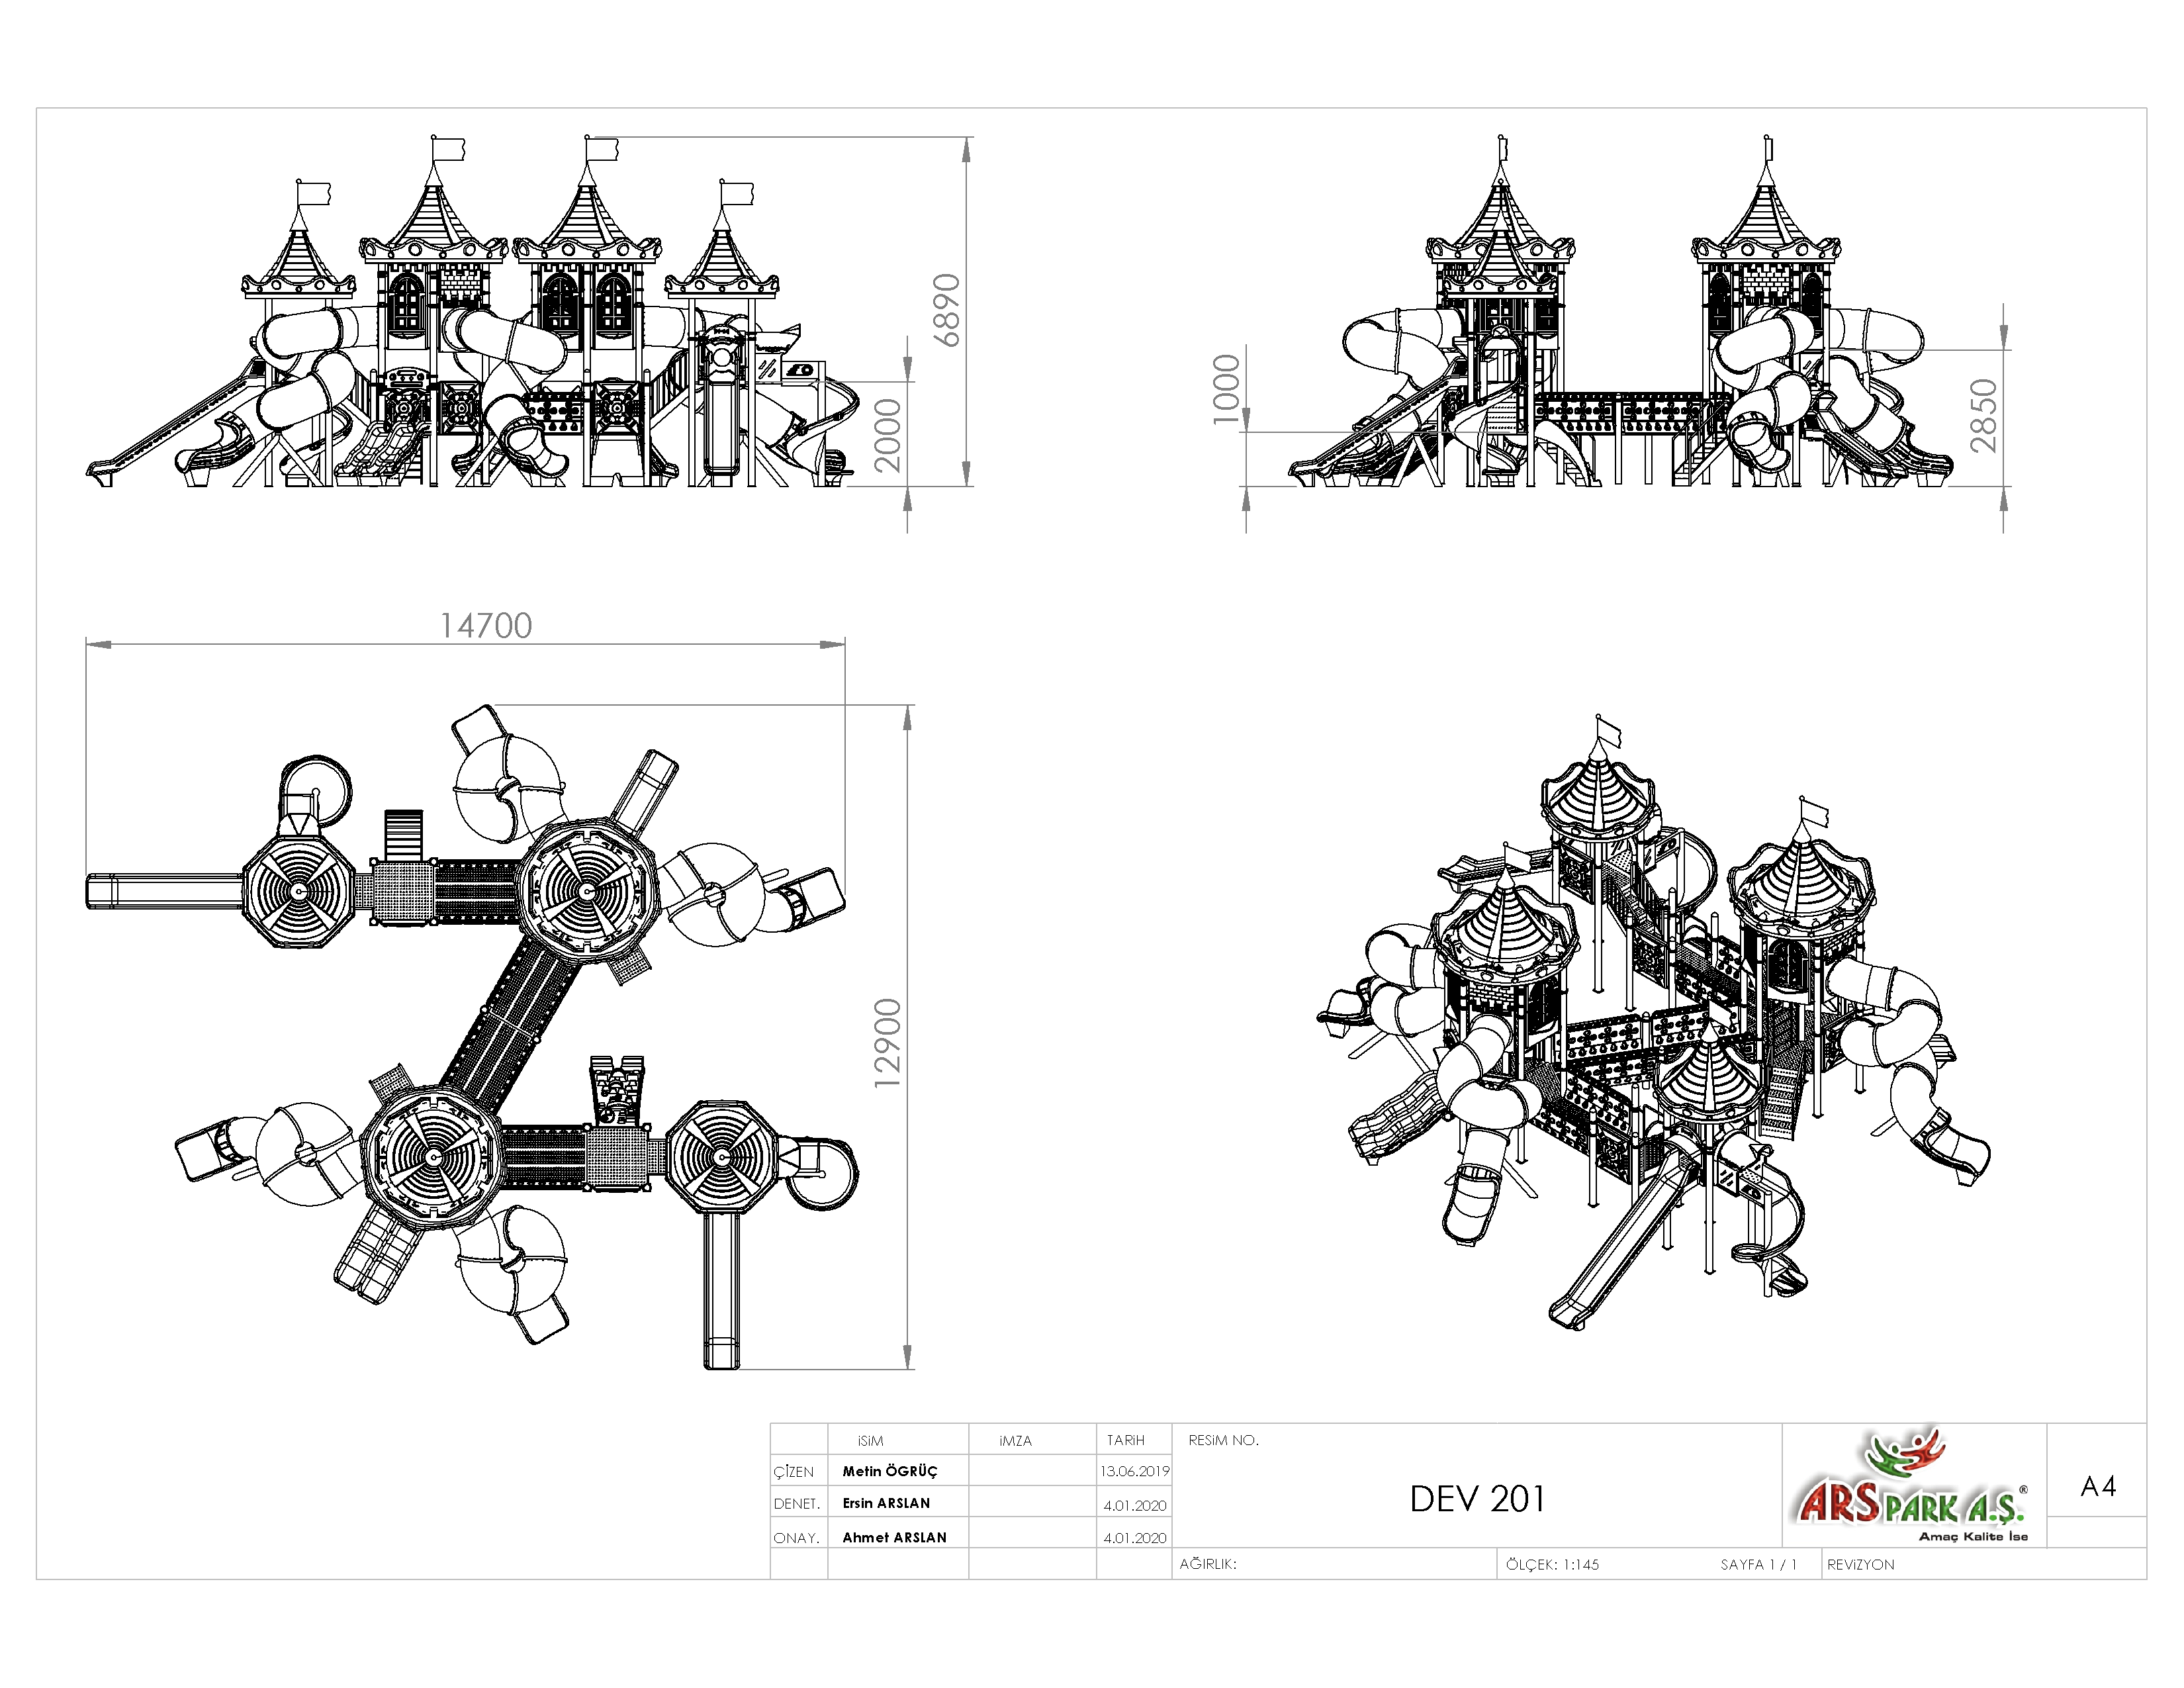 6890
2000
1000
2850
14700
12900
İSİM
İMZA
TARİH
RESİM NO.
ÇİZEN
Metin ÖGRÜÇ
13.06.2019
DENET.
Ersin ARSLAN
4.01.2020
ONAY.
Ahmet ARSLAN
4.01.2020
DEV 201
ARSPARK A.Ş.®
Amaç Kalite İse
A4
AĞIRLIK:
ÖLÇEK: 1:145
SAYFA 1 / 1
REVİZYON